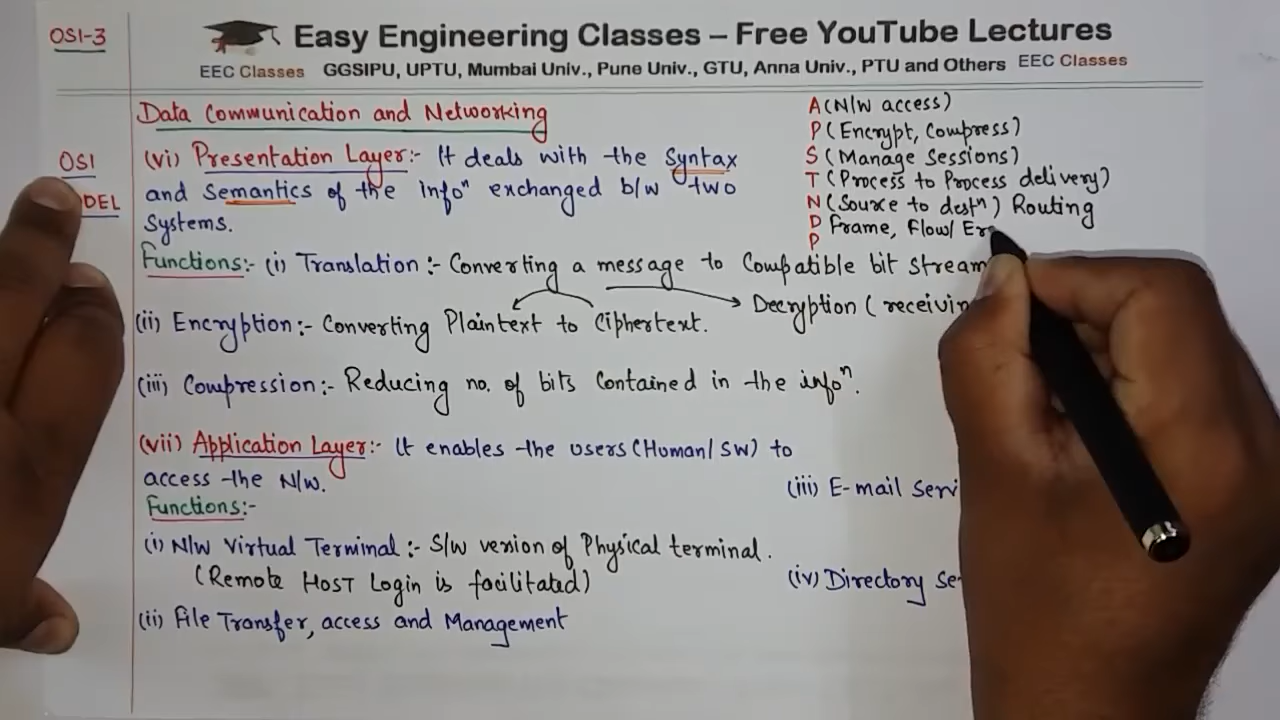 OSI-3
Easy Engineering Classes – Free YouTube Lectures
EEC Classes GGSIPU, UPTU, Mumbai Univ., Pune Univ., GTU, Anna Univ., PTU and Others EEC Classes
Data Communication and Networking
OSI
DEL
(vi) Presentation Layer:- It deals with the Syntax
and Semantics of the infoⁿ exchanged b/w two
Systems.
A (N/W access)
P (Encrypt, Compress)
S (Manage Sessions)
T (Process to Process delivery)
N (Source to destⁿ) Routing
D Frame, Flow/ Er
P
Functions:- (i) Translation:- Converting a message to Compatible bit stream
Decryption (receivin
(ii) Encryption:- Converting Plaintext to Ciphertext.
(iii) Compression:- Reducing no. of bits Contained in the infoⁿ.
(vii) Application Layer:- It enables the users (Human/ SW) to
access the N/W.
Functions:-
(i) N/W Virtual Terminal:- S/W version of Physical terminal.
(Remote HOST Login is facilitated)
(ii) File Transfer, access and Management
(iii) E-mail Servi
(iv) Directory Se